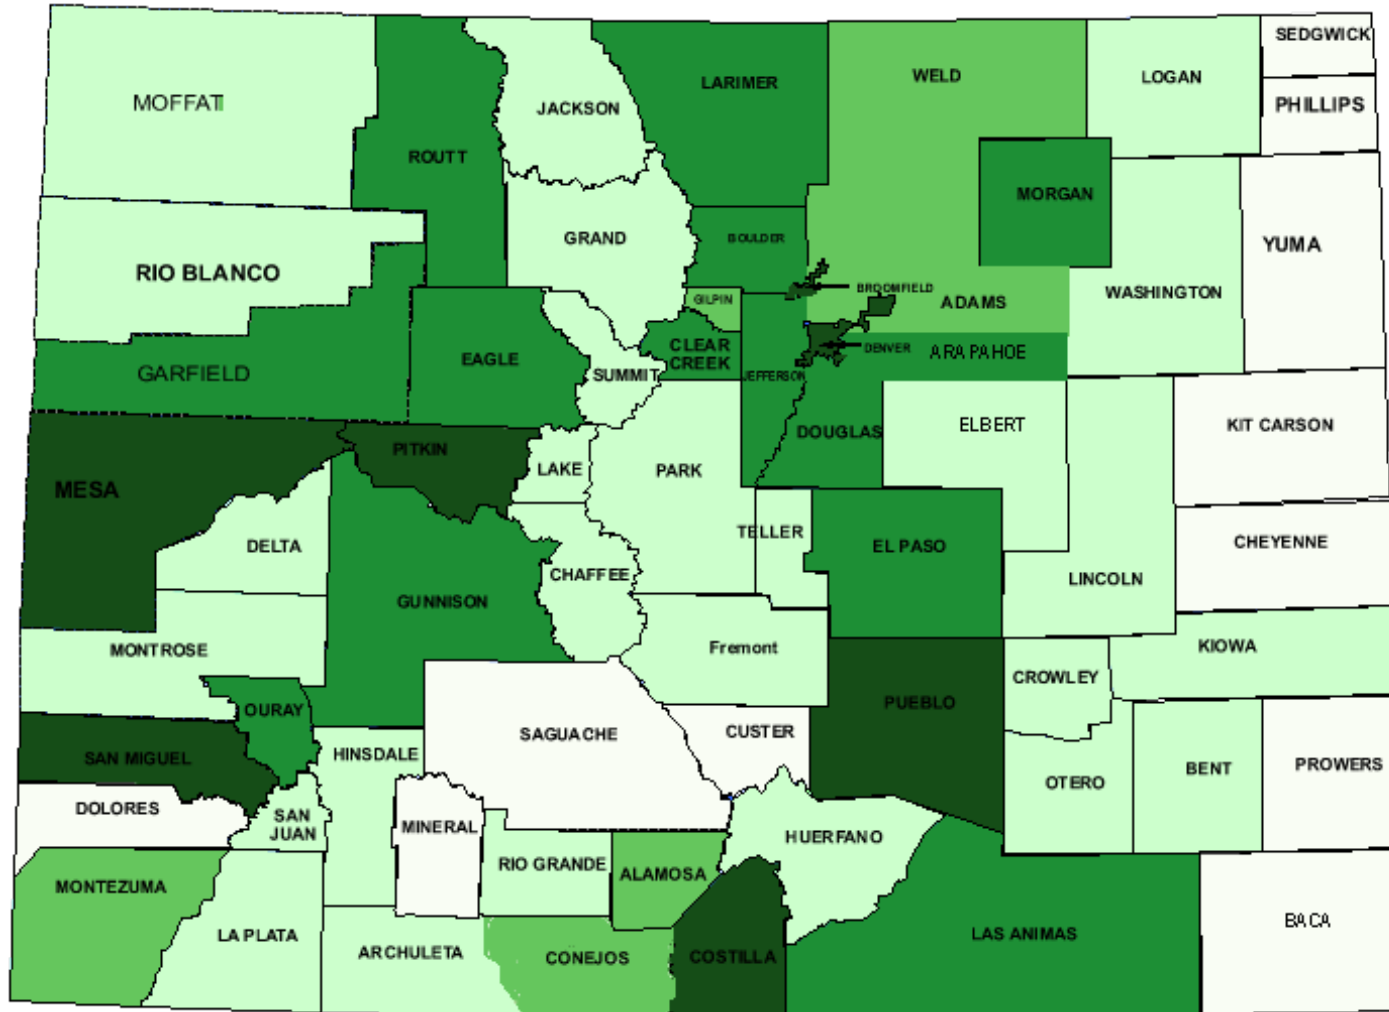 SEDGWICK
MOFFAT
LARIMER
WELD
LOGAN
JACKSON
PHILLIPS
ROUTT
MORGAN
GRAND
BOULDER
YUMA
RIO BLANCO
BROOMFIELD
WASHINGTON
GILPIN
ADAMS
EAGLE
CLEAR
CREEK
DENVER
ARAPAHOE
GARFIELD
SUMMIT
JEFFERSON
DOUGLAS
ELBERT
KIT CARSON
PITKIN
LAKE
PARK
MESA
TELLER
DELTA
EL PASO
CHEYENNE
CHAFFEE
LINCOLN
GUNNISON
MONTROSE
Fremont
KIOWA
CROWLEY
OURAY
PUEBLO
SAGUACHE
CUSTER
SAN MIGUEL
HINSDALE
OTERO
BENT
PROWERS
DOLORES
SAN
JUAN
MINERAL
HUERFANO
RIO GRANDE
ALAMOSA
MONTEZUMA
LA PLATA
ARCHULETA
CONEJOS
COSTILLA
LAS ANIMAS
BACA